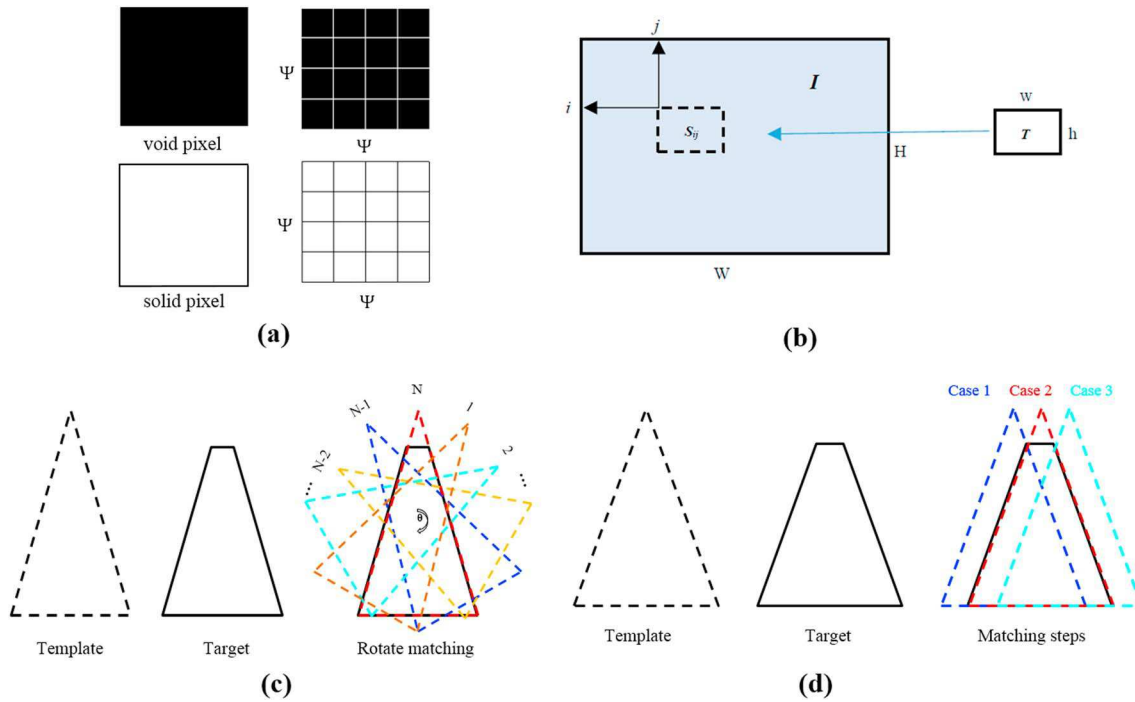 Ψ
void pixel
Ψ
Ψ
solid pixel
Ψ
(a)
j
i
I
S_ij
w
T
h
H
W
(b)
Template
Target
N-2
N-1
N
1
2
...
...
θ
Rotate matching
(c)
Case 1
Case 2
Case 3
Template
Target
Matching steps
(d)